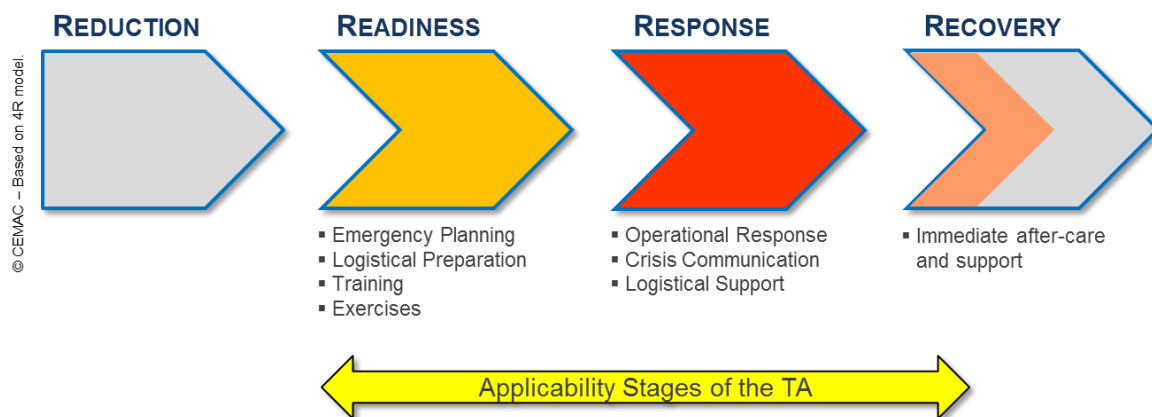 REDUCTION
READINESS
RESPONSE
RECOVERY
© CEMAC – Based on 4R model.
▪ Emergency Planning
▪ Logistical Preparation
▪ Training
▪ Exercises
▪ Operational Response
▪ Crisis Communication
▪ Logistical Support
▪ Immediate after-care
and support
Applicability Stages of the TA